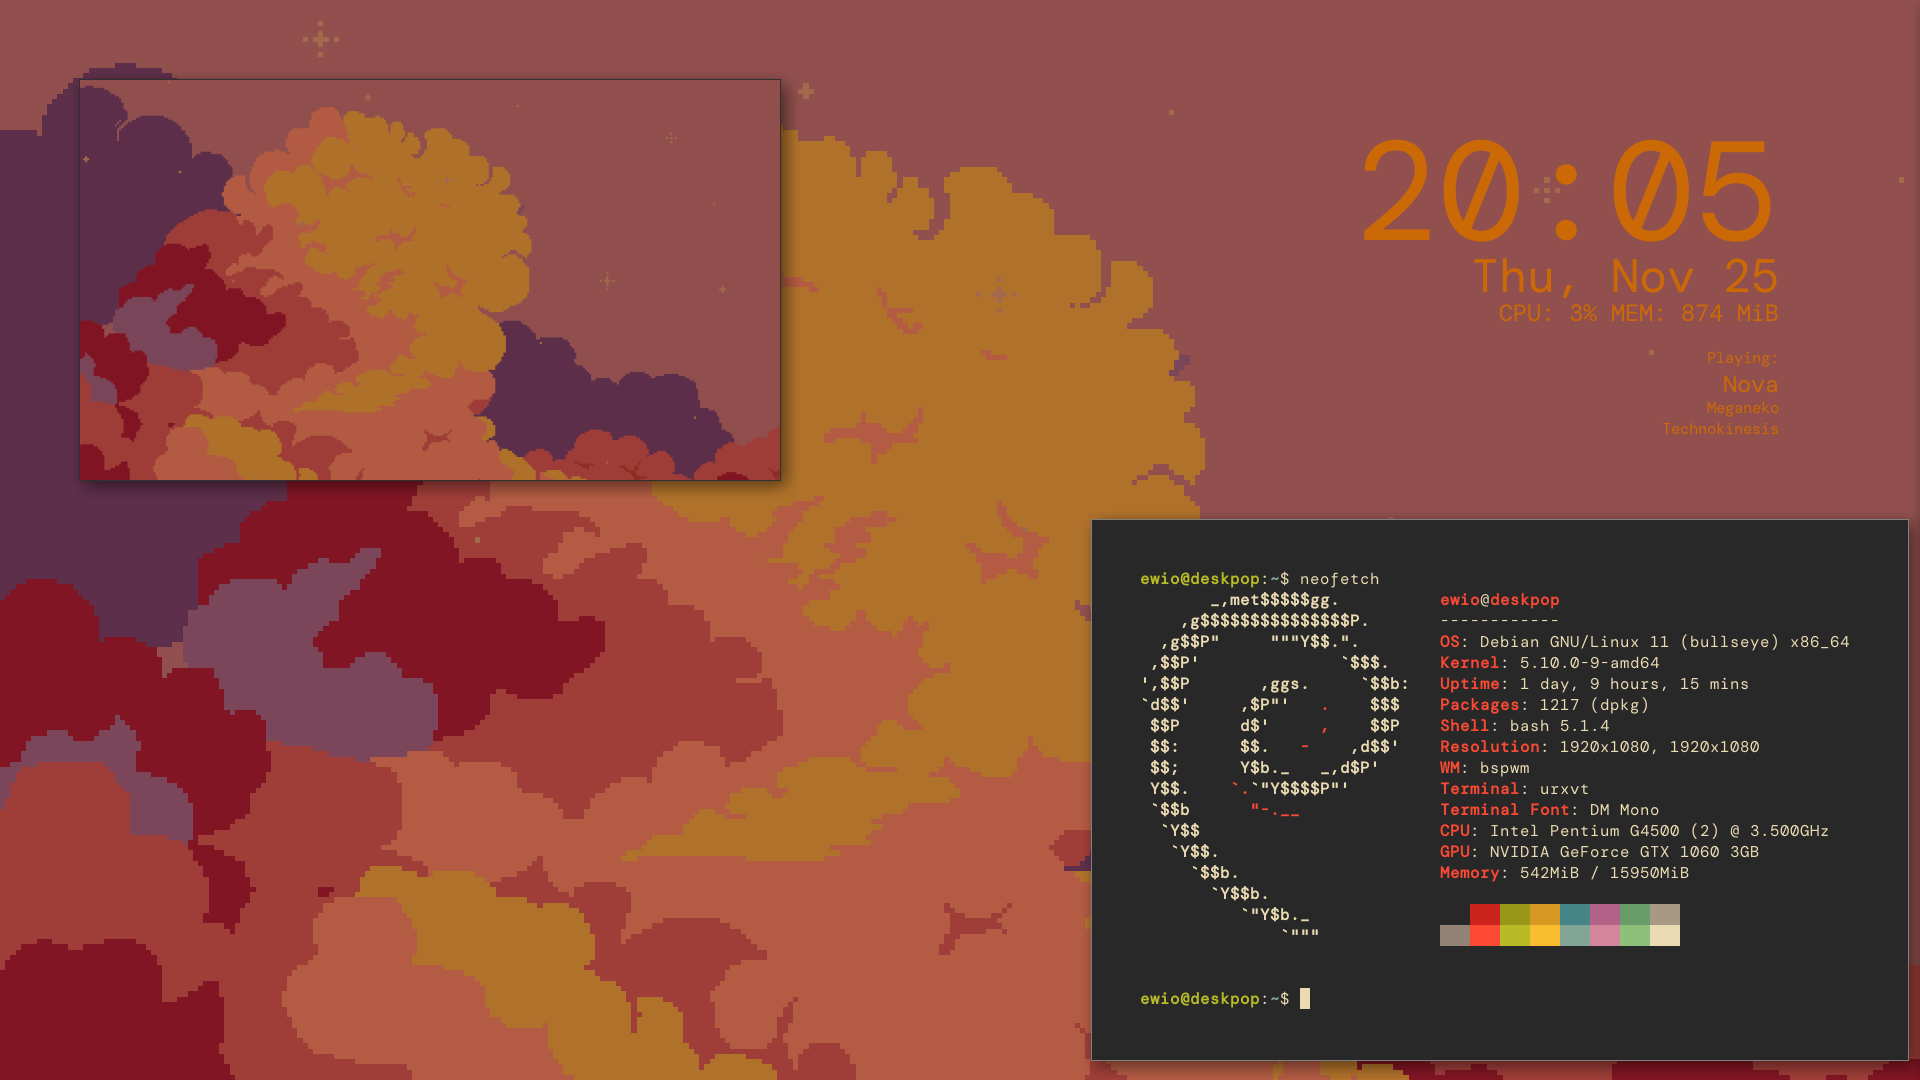 20:05
Thu, Nov 25
CPU: 3% MEM: 874 MiB
Playing:
Nova
Meganeko
Technokinesis
ewio@deskpop:~$ neofetch
       _,met$$$$$gg.
    ,g$$$$$$$$$$$$$$$P.
  ,g$$P"     """Y$$.".
 ,$$P'              `$$$.
',$$P       ,ggs.     `$$b:
`d$$'     ,$P"'   .    $$$
 $$P      d$'     ,    $$P
 $$:      $$.   -    ,d$$'
 $$;      Y$b._   _,d$P'
 Y$$.    `.`"Y$$$$P"'
 `$$b      "-.__
  `Y$$
   `Y$$.
     `$$b.
       `Y$$b.
          `"Y$b._
              `"""
ewio@deskpop
------------
OS: Debian GNU/Linux 11 (bullseye) x86_64
Kernel: 5.10.0-9-amd64
Uptime: 1 day, 9 hours, 15 mins
Packages: 1217 (dpkg)
Shell: bash 5.1.4
Resolution: 1920x1080, 1920x1080
WM: bspwm
Terminal: urxvt
Terminal Font: DM Mono
CPU: Intel Pentium G4500 (2) @ 3.500GHz
GPU: NVIDIA GeForce GTX 1060 3GB
Memory: 542MiB / 15950MiB
ewio@deskpop:~$